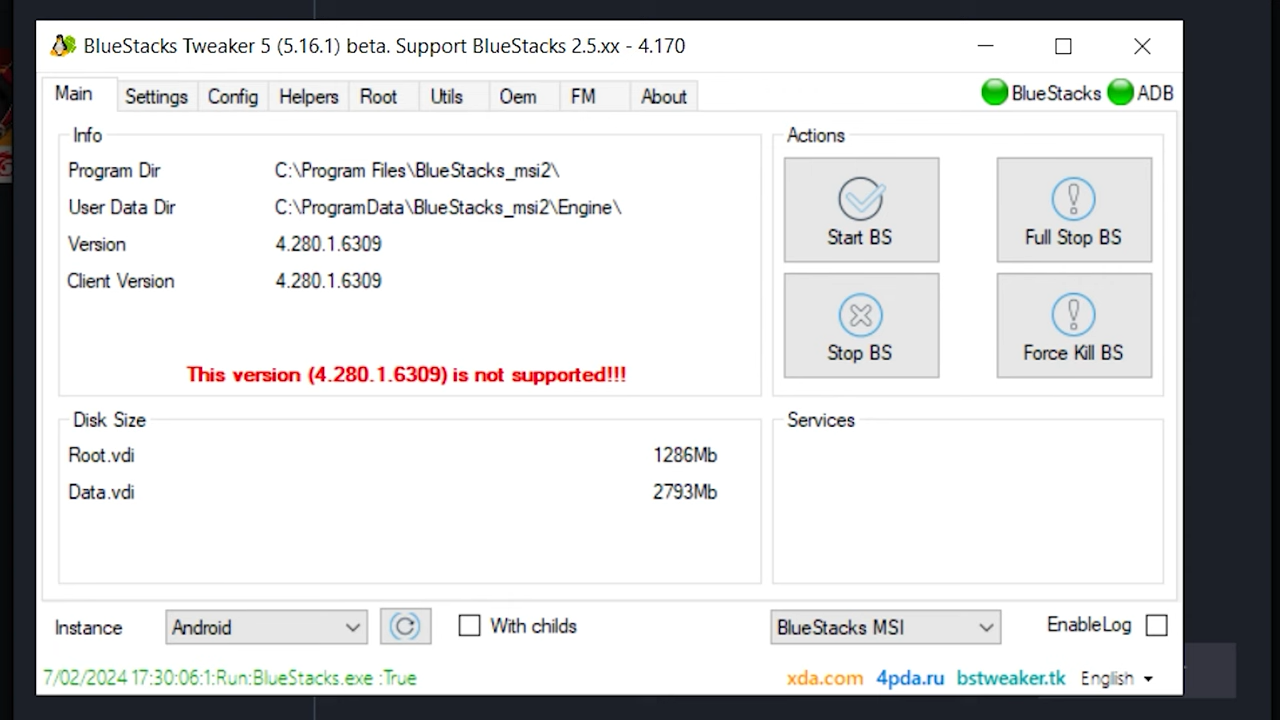 BlueStacks Tweaker 5 (5.16.1) beta. Support BlueStacks 2.5.xx - 4.170
Main Settings Config Helpers Root Utils Oem FM About
BlueStacks ADB
Info
Program Dir C:\Program Files\BlueStacks_msi2\
User Data Dir C:\ProgramData\BlueStacks_msi2\Engine\
Version 4.280.1.6309
Client Version 4.280.1.6309
This version (4.280.1.6309) is not supported!!!
Actions
Start BS Full Stop BS
Stop BS Force Kill BS
Disk Size
Root.vdi 1286Mb
Data.vdi 2793Mb
Services
Instance Android With childs BlueStacks MSI EnableLog
7/02/2024 17:30:06:1:Run:BlueStacks.exe :True xda.com 4pda.ru bstweaker.tk English